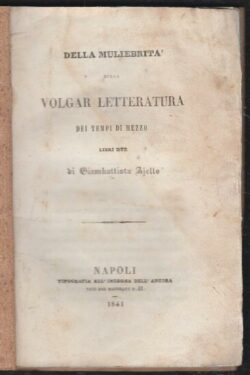 DELLA MULIEBRITA'
DELLA
VOLGAR LETTERATURA
DEI TEMPI DI MEZZO
LIBRI DUE
di Giambattista Ajello
NAPOLI
TIPOGRAFIA ALL' INSEGNA DELL' ANCORA
1841